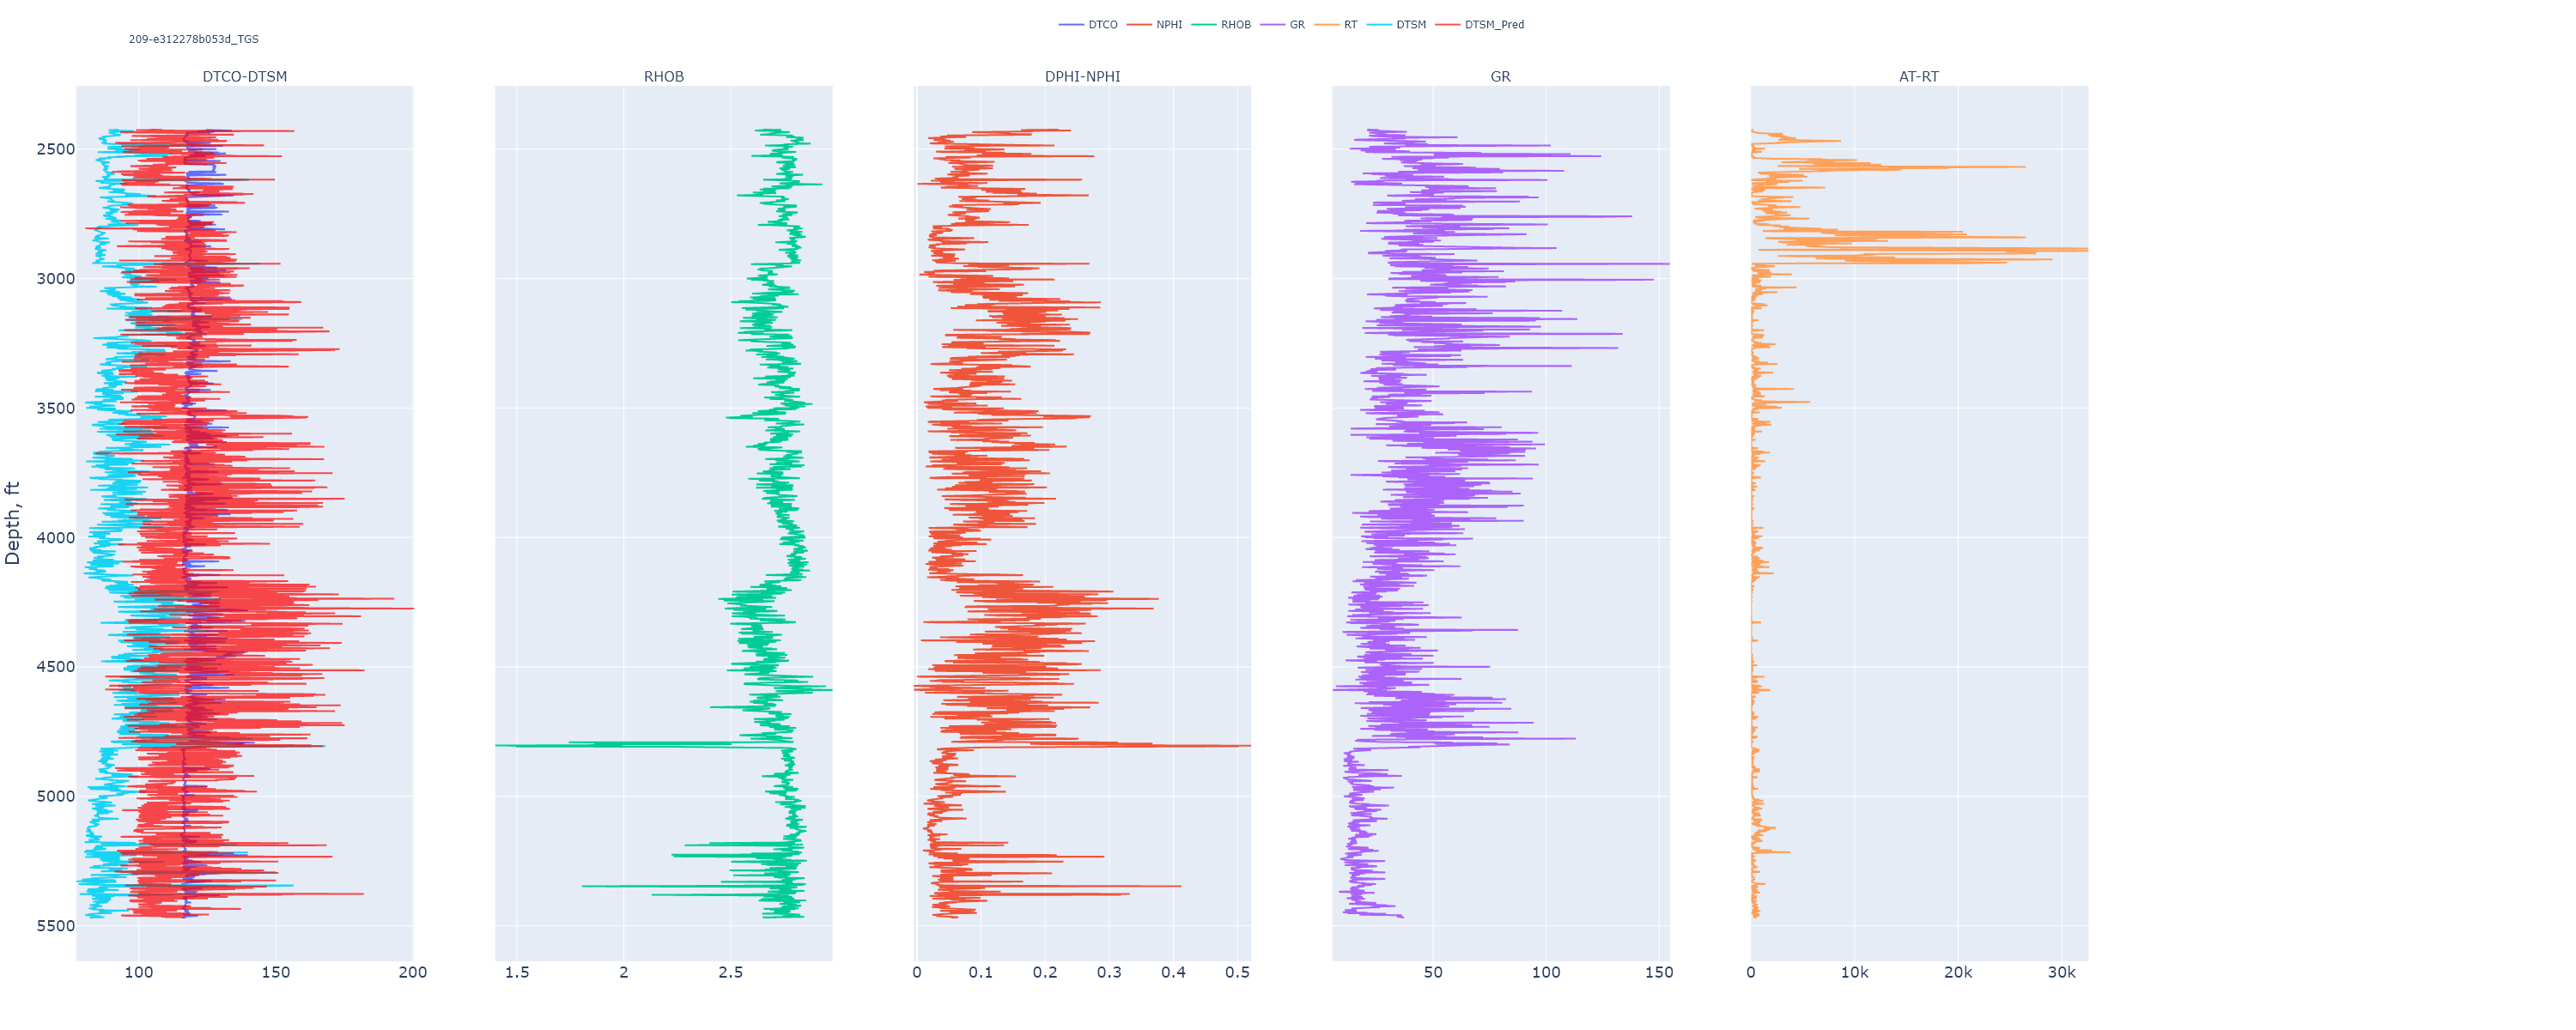 DTCO NPHI RHOB GR RT DTSM DTSM_Pred
209-e312278b053d_TGS
DTCO-DTSM RHOB DPHI-NPHI GR AT-RT
Depth, ft
2500
3000
3500
4000
4500
5000
5500
100 150 200 1.5 2 2.5 0 0.1 0.2 0.3 0.4 0.5 50 100 150 0 10k 20k 30k